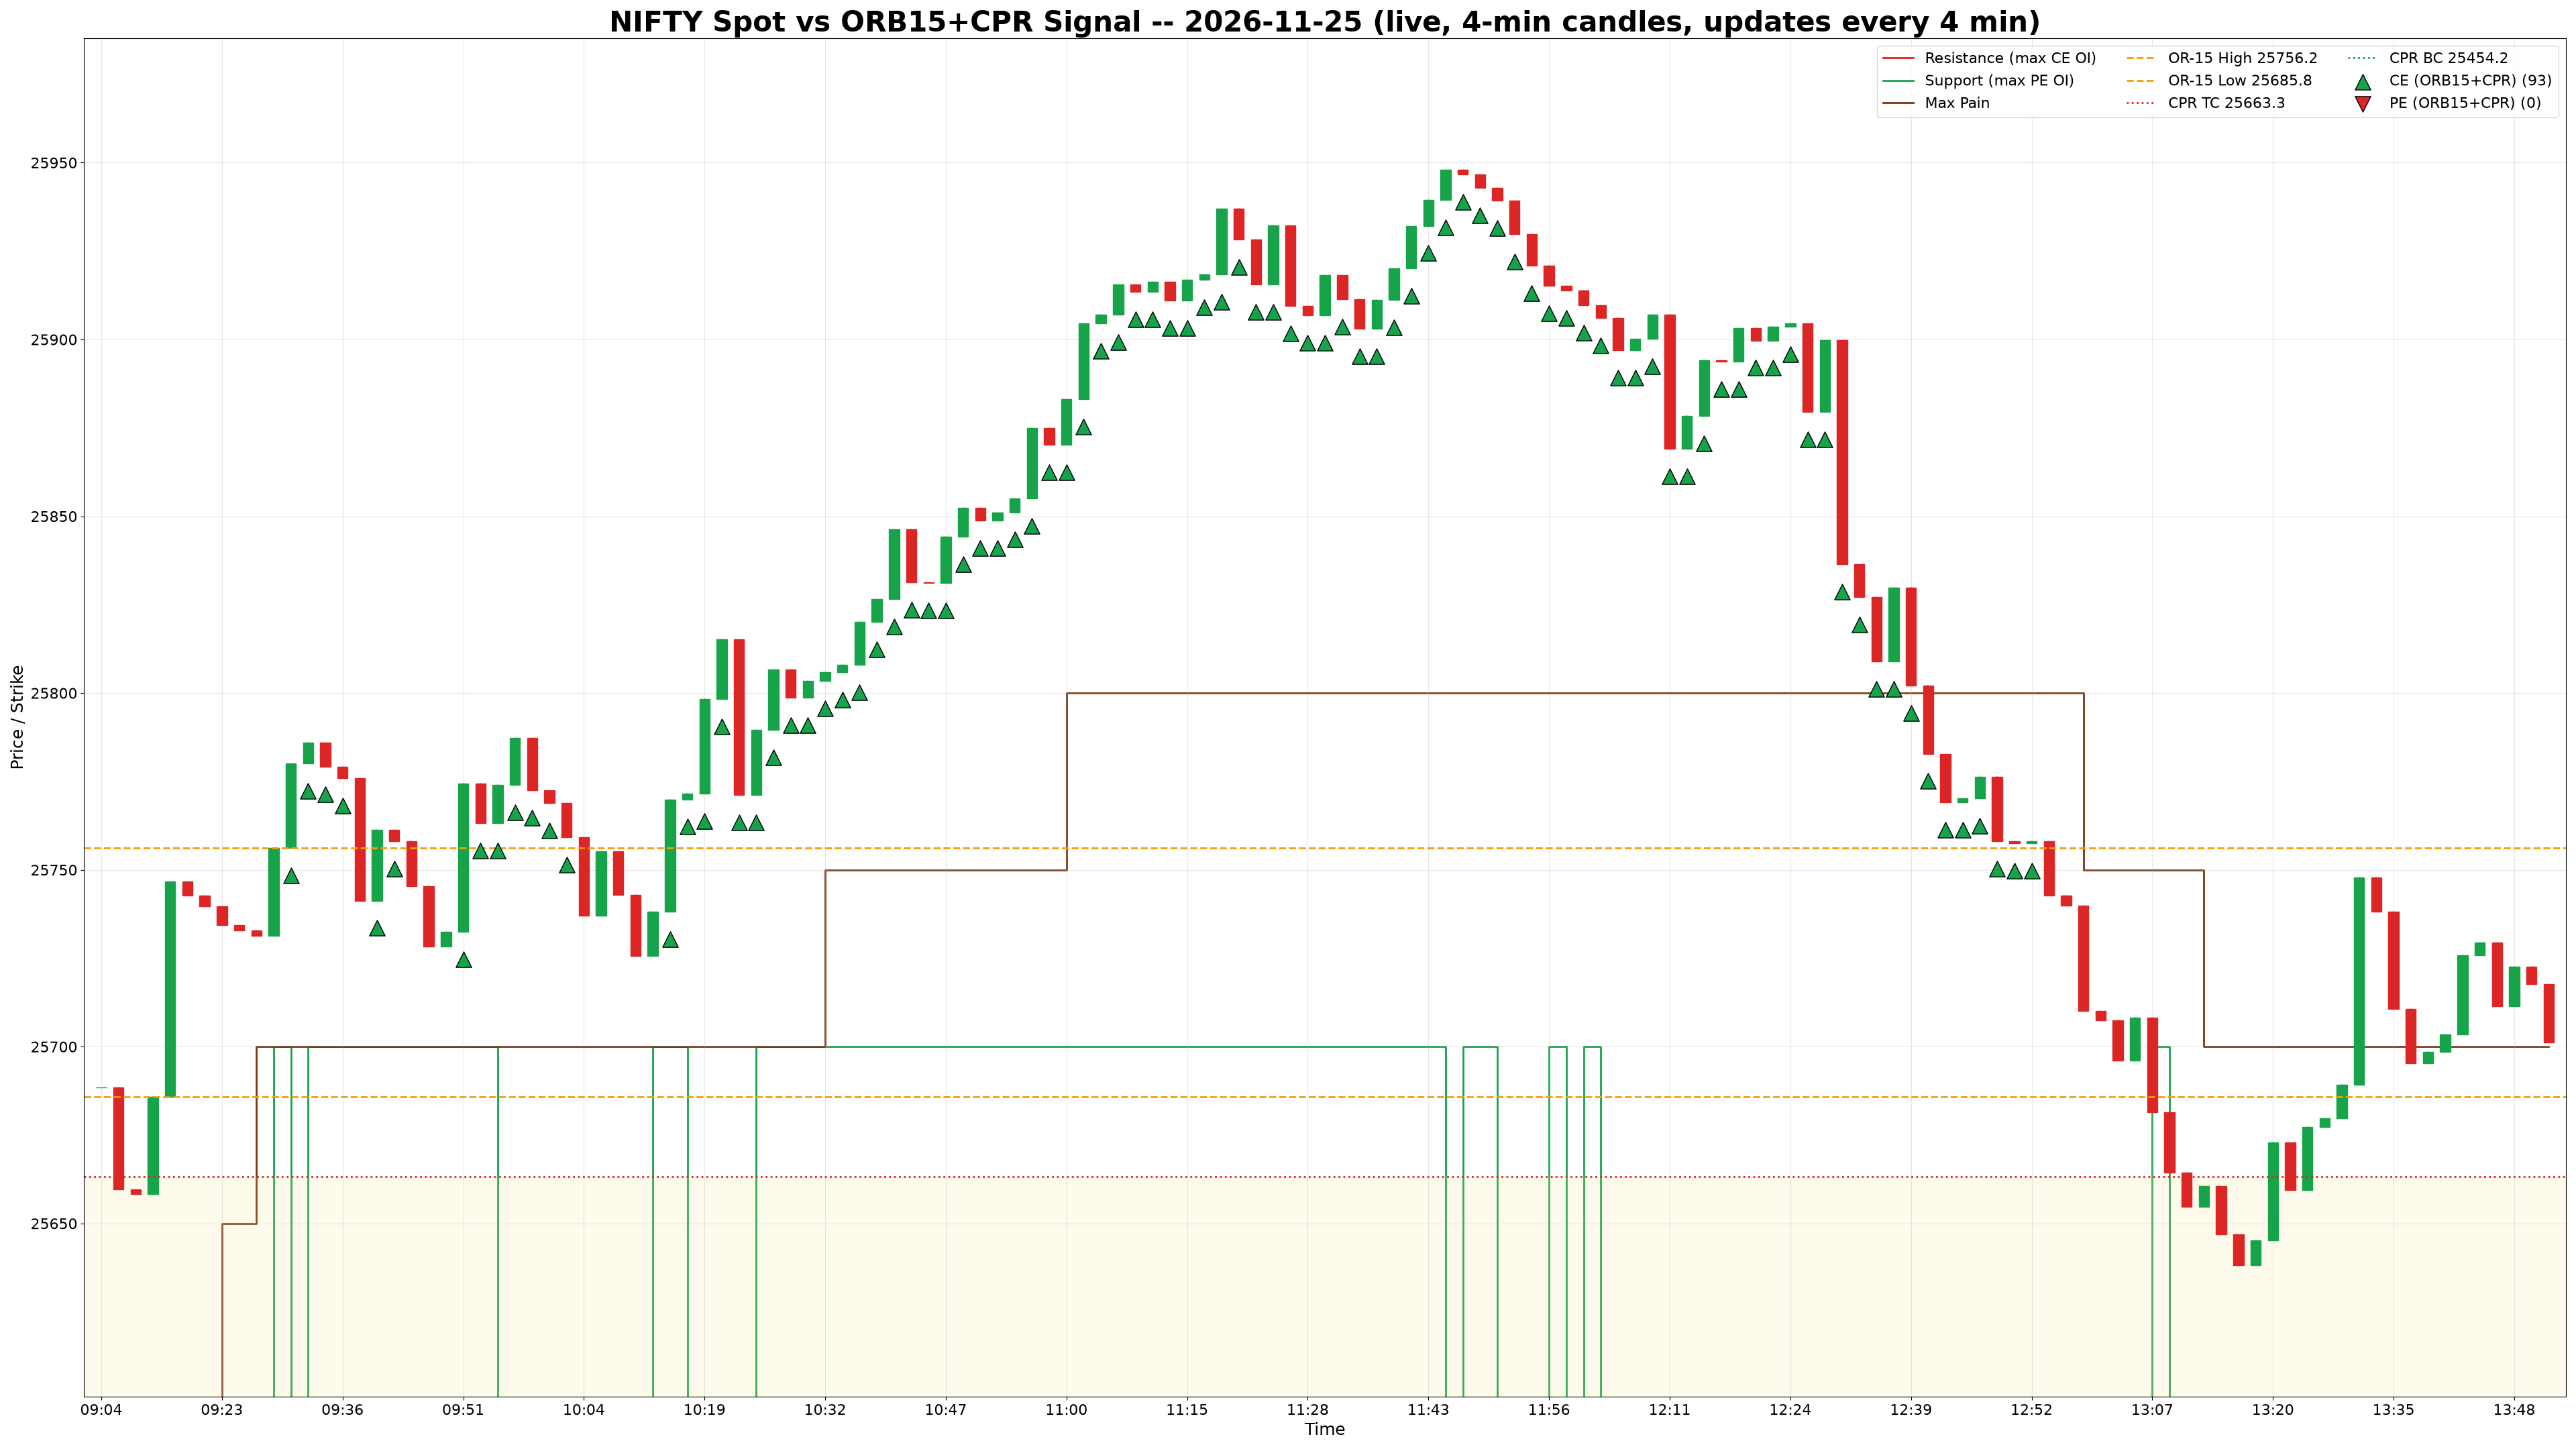 NIFTY Spot vs ORB15+CPR Signal -- 2026-11-25 (live, 4-min candles, updates every 4 min)
Resistance (max CE OI)
Support (max PE OI)
Max Pain
OR-15 High 25756.2
OR-15 Low 25685.8
CPR TC 25663.3
CPR BC 25454.2
CE (ORB15+CPR) (93)
PE (ORB15+CPR) (0)
Price / Strike
25950
25900
25850
25800
25750
25700
25650
09:04 09:23 09:36 09:51 10:04 10:19 10:32 10:47 11:00 11:15 11:28 11:43 11:56 12:11 12:24 12:39 12:52 13:07 13:20 13:35 13:48
Time